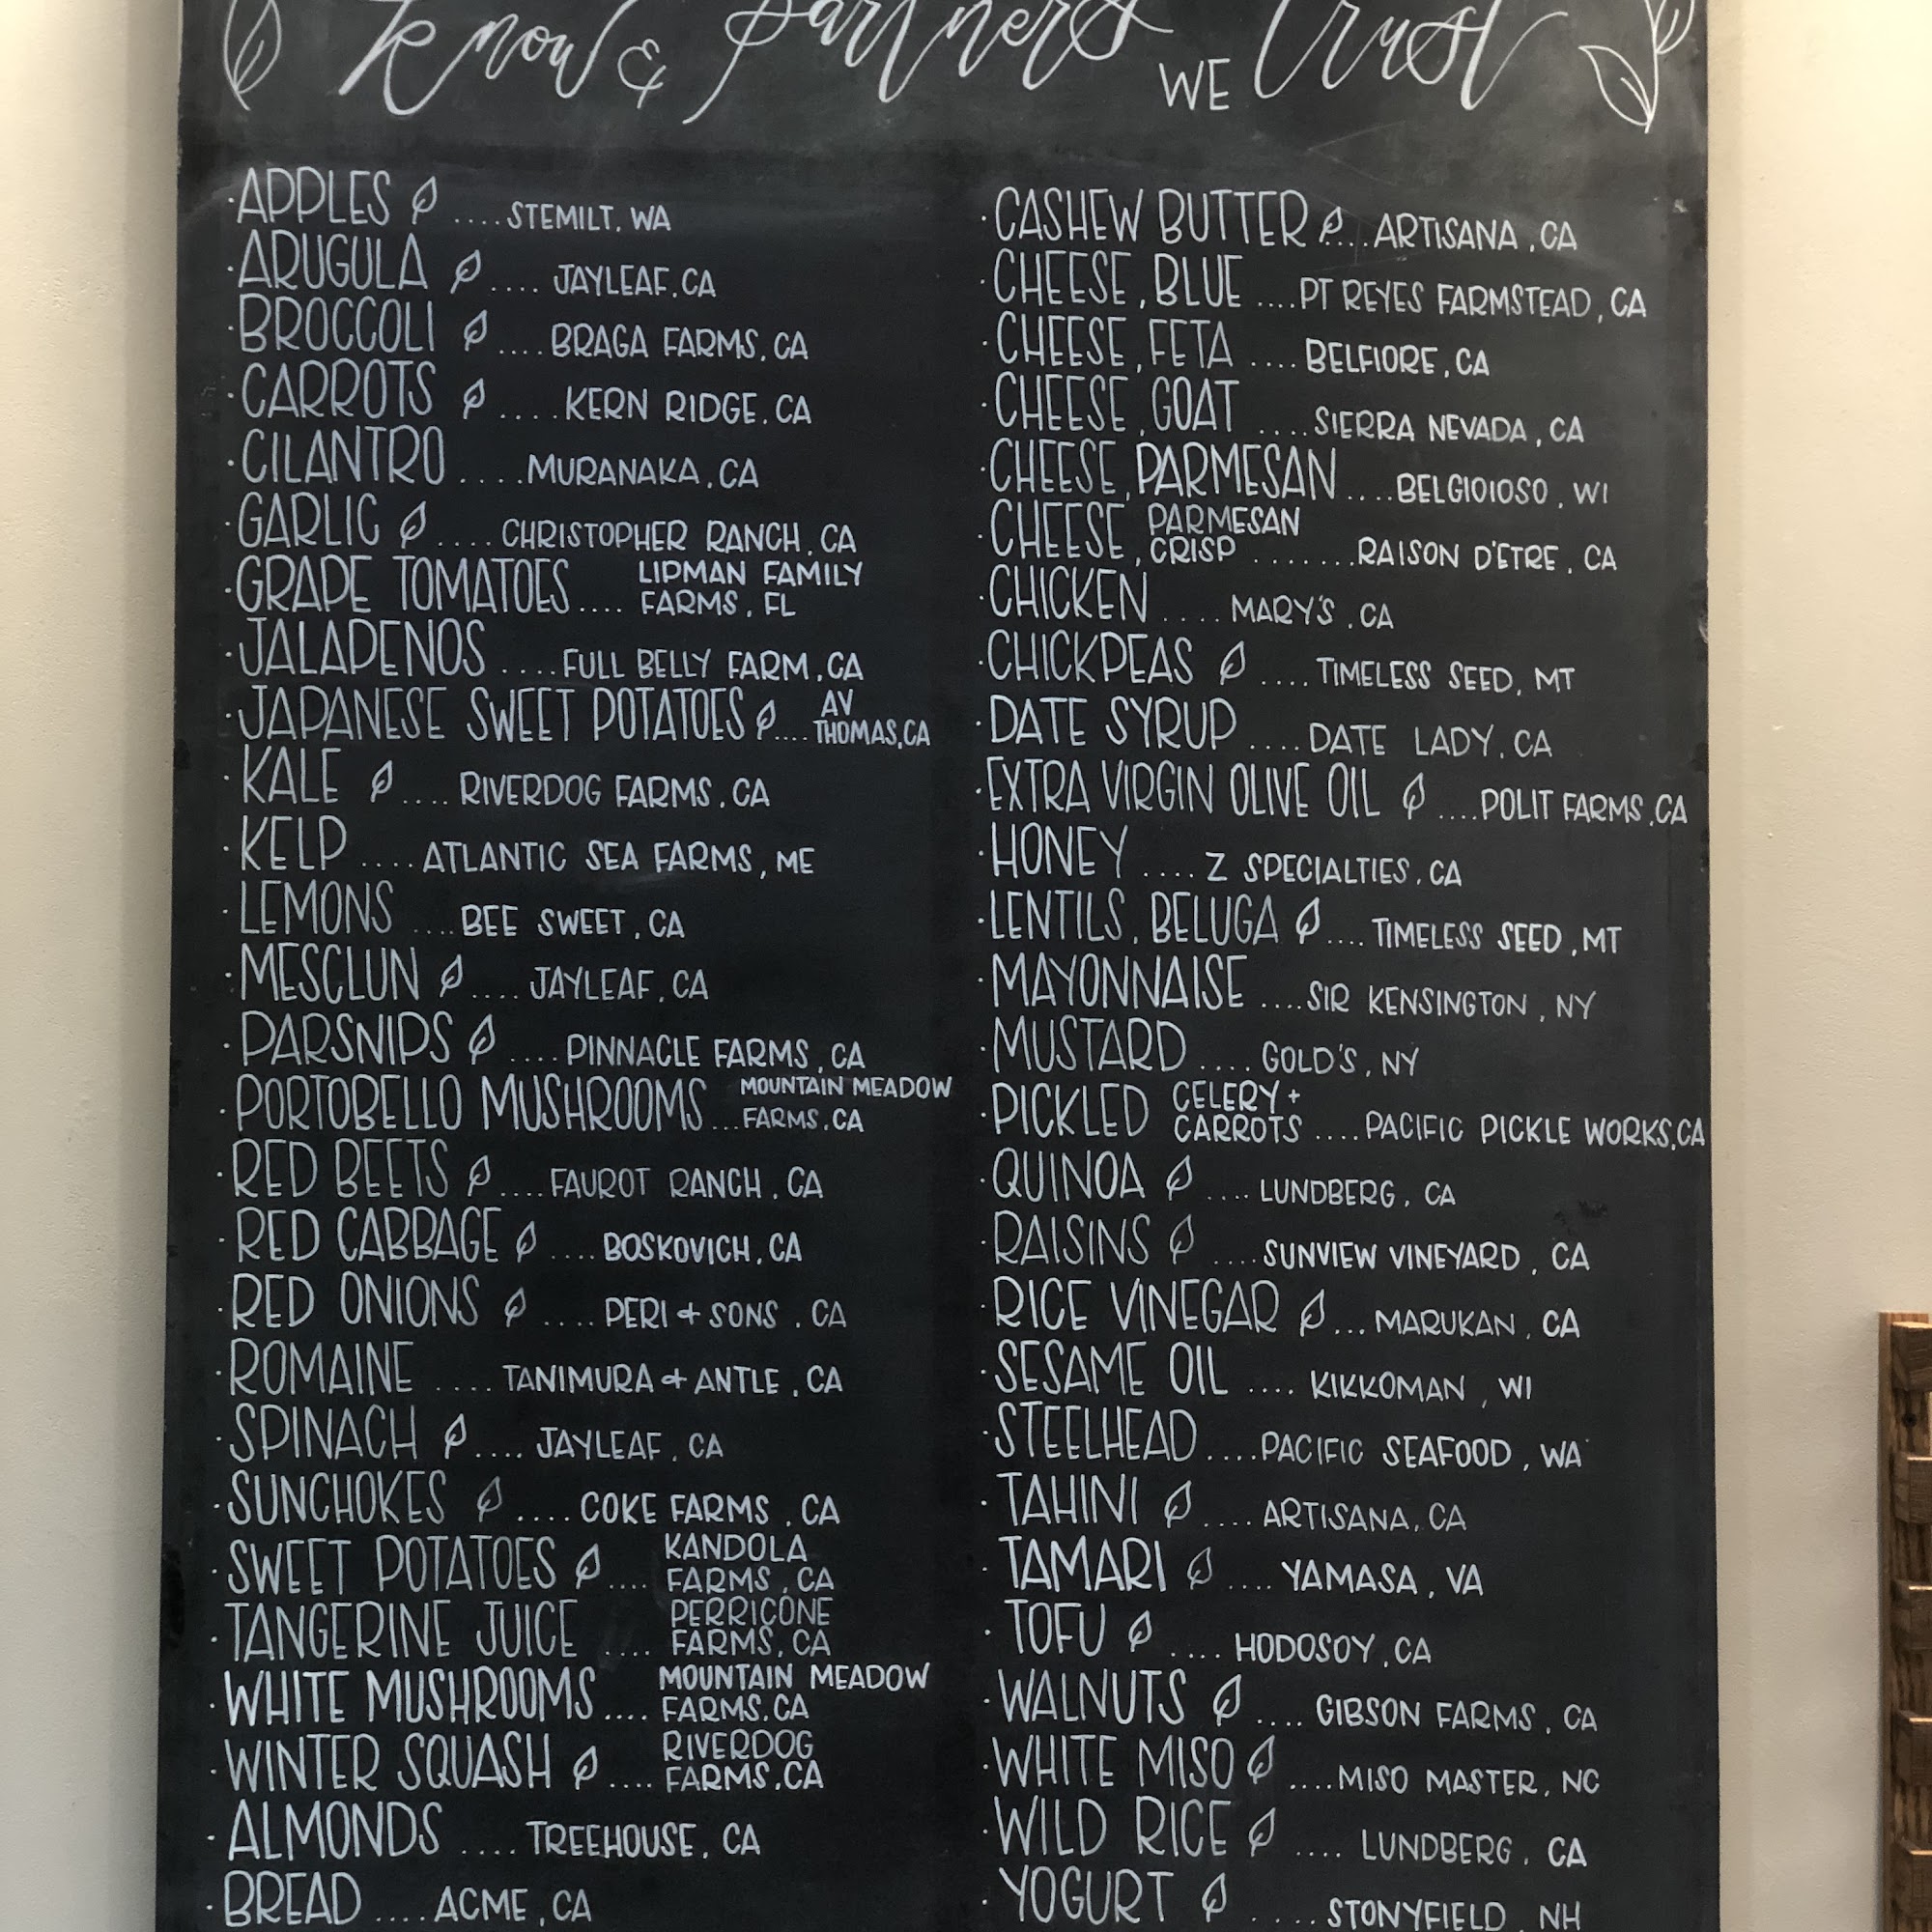 Know & Partners WE Trust
·APPLES ....STEMILT, WA
·ARUGULA .... JAYLEAF, CA
·BROCCOLI ....BRAGA FARMS, CA
·CARROTS ....KERN RIDGE, CA
·CILANTRO ....MURANAKA, CA
·GARLIC .... CHRISTOPHER RANCH, CA
·GRAPE TOMATOES .... LIPMAN FAMILY
FARMS, FL
·JALAPENOS ....FULL BELLY FARM, CA
·JAPANESE SWEET POTATOES .... AV
THOMAS, CA
·KALE .... RIVERDOG FARMS, CA
·KELP .... ATLANTIC SEA FARMS, ME
·LEMONS ....BEE SWEET, CA
·MESCLUN .... JAYLEAF, CA
·PARSNIPS .... PINNACLE FARMS, CA
·PORTOBELLO MUSHROOMS ... MOUNTAIN MEADOW
FARMS, CA
·RED BEETS ....FAUROT RANCH, CA
·RED CABBAGE .... BOSKOVICH, CA
·RED ONIONS .... PERI + SONS, CA
·ROMAINE .... TANIMURA + ANTLE, CA
·SPINACH .... JAYLEAF, CA
·SUNCHOKES .... COKE FARMS, CA
·SWEET POTATOES .... KANDOLA
FARMS, CA
·TANGERINE JUICE .... PERRICONE
FARMS, CA
·WHITE MUSHROOMS .... MOUNTAIN MEADOW
FARMS, CA
·WINTER SQUASH .... RIVERDOG
FARMS, CA
·ALMONDS .... TREEHOUSE, CA
·BREAD ....ACME, CA
·CASHEW BUTTER ....ARTISANA, CA
·CHEESE, BLUE ....PT REYES FARMSTEAD, CA
·CHEESE, FETA .... BELFIORE, CA
·CHEESE, GOAT ....SIERRA NEVADA, CA
·CHEESE, PARMESAN ....BELGIOIOSO, WI
·CHEESE, PARMESAN
CRISP ........RAISON D'ETRE, CA
·CHICKEN .... MARY'S, CA
·CHICKPEAS ....TIMELESS SEED, MT
·DATE SYRUP ....DATE LADY, CA
·EXTRA VIRGIN OLIVE OIL ....POLIT FARMS, CA
·HONEY .... Z SPECIALTIES, CA
·LENTILS, BELUGA .... TIMELESS SEED, MT
·MAYONNAISE ....SIR KENSINGTON, NY
·MUSTARD .... GOLD'S, NY
·PICKLED CELERY +
CARROTS ....PACIFIC PICKLE WORKS, CA
·QUINOA .... LUNDBERG, CA
·RAISINS ....SUNVIEW VINEYARD, CA
·RICE VINEGAR ... MARUKAN, CA
·SESAME OIL .... KIKKOMAN, WI
·STEELHEAD ....PACIFIC SEAFOOD, WA
·TAHINI .... ARTISANA, CA
·TAMARI .... YAMASA, VA
·TOFU .... HODOSOY, CA
·WALNUTS .... GIBSON FARMS, CA
·WHITE MISO ....MISO MASTER, NC
·WILD RICE .... LUNDBERG, CA
·YOGURT .... STONYFIELD, NH